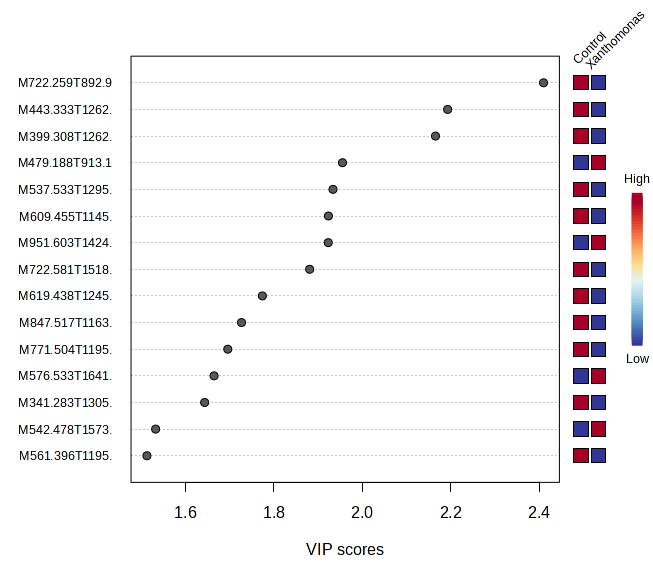 Control
Xanthomonas
M722.259T892.9
M443.333T1262.
M399.308T1262.
M479.188T913.1
M537.533T1295.
M609.455T1145.
M951.603T1424.
M722.581T1518.
M619.438T1245.
M847.517T1163.
M771.504T1195.
M576.533T1641.
M341.283T1305.
M542.478T1573.
M561.396T1195.
High
Low
1.6 1.8 2.0 2.2 2.4
VIP scores